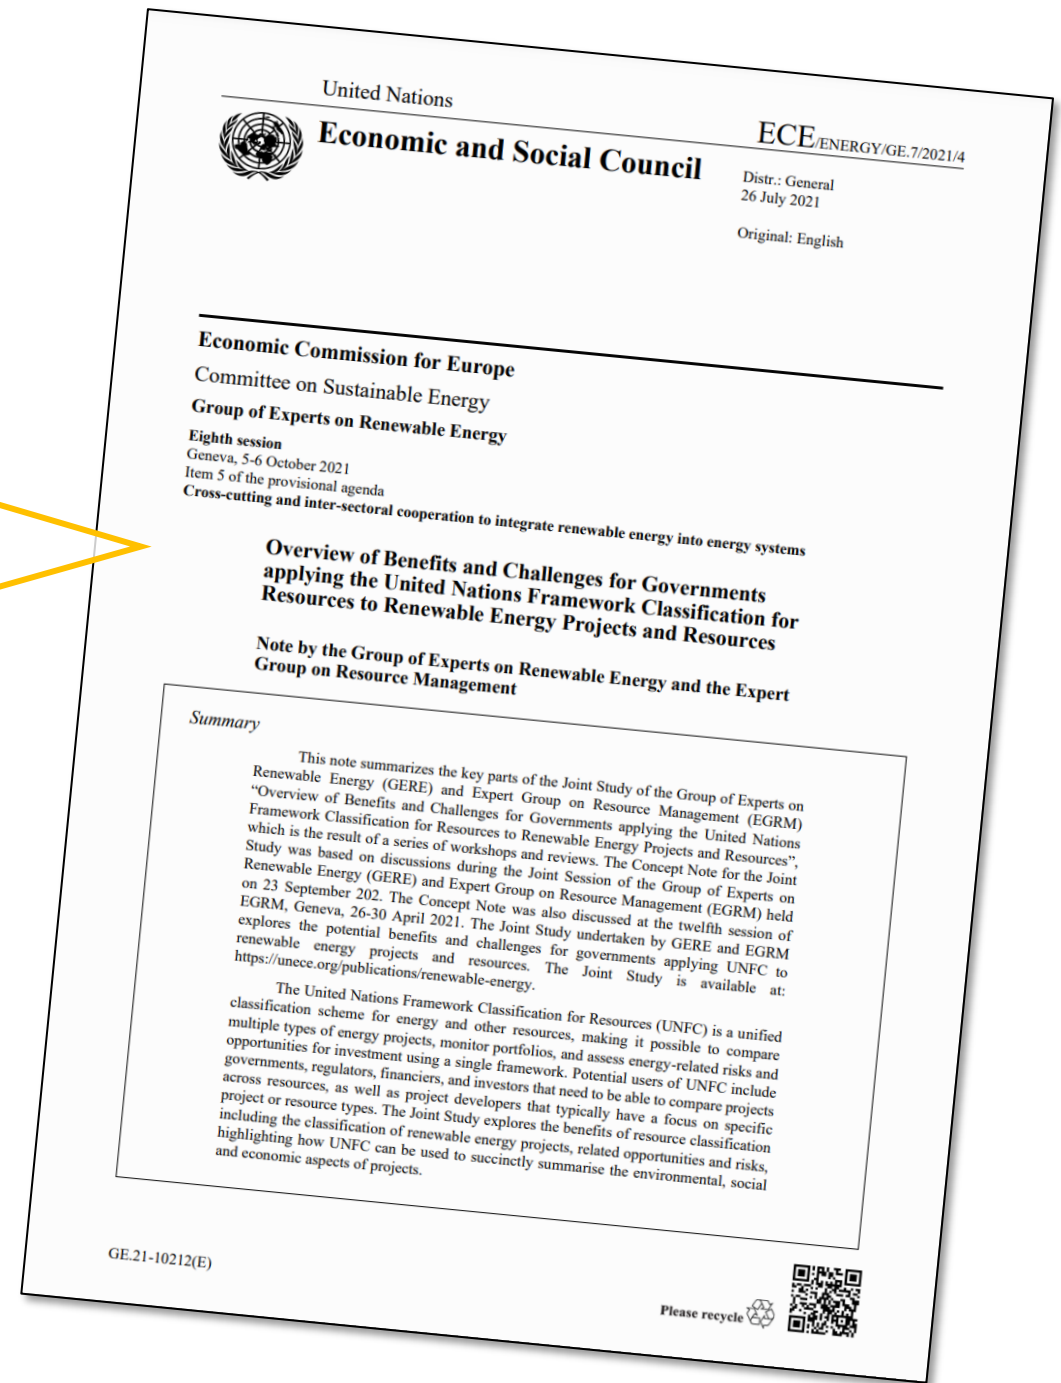 United Nations
ECE/ENERGY/GE.7/2021/4
Economic and Social Council
Distr.: General
26 July 2021
Original: English
Economic Commission for Europe
Committee on Sustainable Energy
Group of Experts on Renewable Energy
Eighth session
Geneva, 5-6 October 2021
Item 5 of the provisional agenda
Cross-cutting and inter-sectoral cooperation to integrate renewable energy into energy systems
Overview of Benefits and Challenges for Governments
applying the United Nations Framework Classification for
Resources to Renewable Energy Projects and Resources
Note by the Group of Experts on Renewable Energy and the Expert
Group on Resource Management
Summary
This note summarizes the key parts of the Joint Study of the Group of Experts on
Renewable Energy (GERE) and Expert Group on Resource Management (EGRM)
“Overview of Benefits and Challenges for Governments applying the United Nations
Framework Classification for Resources to Renewable Energy Projects and Resources”,
which is the result of a series of workshops and reviews. The Concept Note for the Joint
Study was based on discussions during the Joint Session of the Group of Experts on
Renewable Energy (GERE) and Expert Group on Resource Management (EGRM) held
on 23 September 202. The Concept Note was also discussed at the twelfth session of
EGRM, Geneva, 26-30 April 2021. The Joint Study undertaken by GERE and EGRM
explores the potential benefits and challenges for governments applying UNFC to
renewable energy projects and resources. The Joint Study is available at:
https://unece.org/publications/renewable-energy.
The United Nations Framework Classification for Resources (UNFC) is a unified
classification scheme for energy and other resources, making it possible to compare
multiple types of energy projects, monitor portfolios, and assess energy-related risks and
opportunities for investment using a single framework. Potential users of UNFC include
governments, regulators, financiers, and investors that need to be able to compare projects
across resources, as well as project developers that typically have a focus on specific
project or resource types. The Joint Study explores the benefits of resource classification
including the classification of renewable energy projects, related opportunities and risks,
highlighting how UNFC can be used to succinctly summarise the environmental, social
and economic aspects of projects.
GE.21-10212(E)
Please recycle